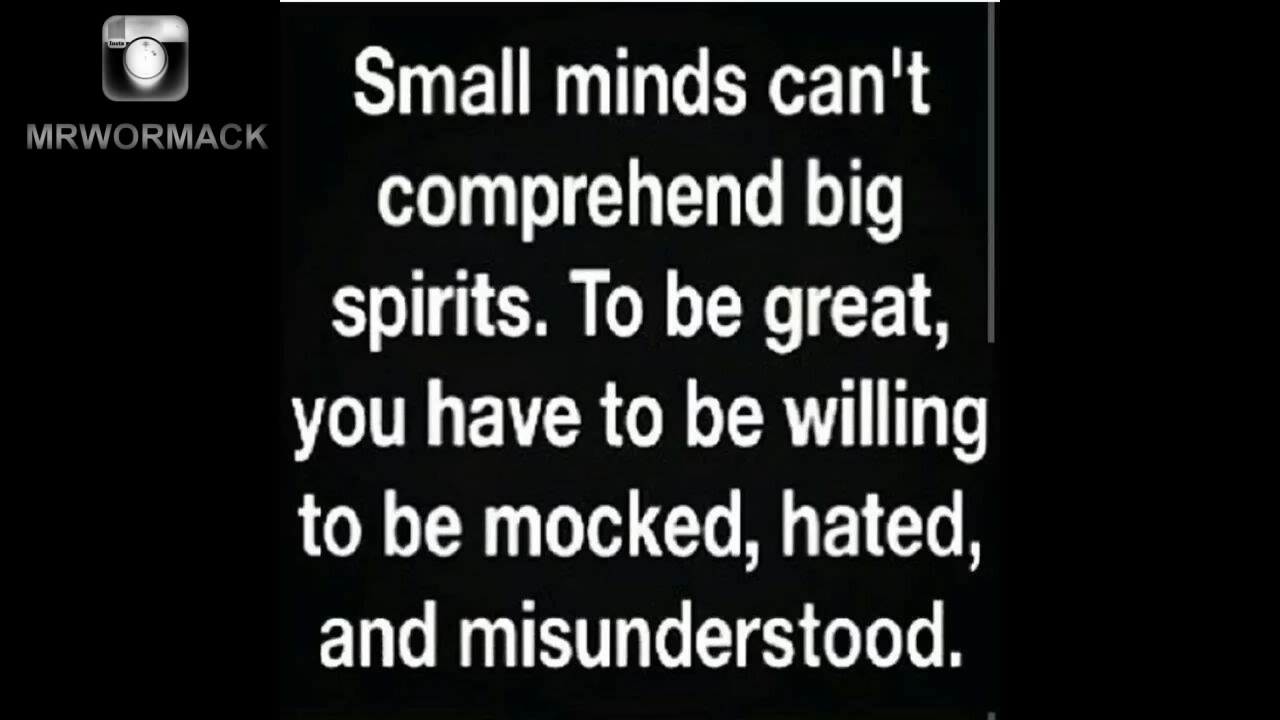 Insta
MRWORMACK
Small minds can't
comprehend big
spirits. To be great,
you have to be willing
to be mocked, hated,
and misunderstood.